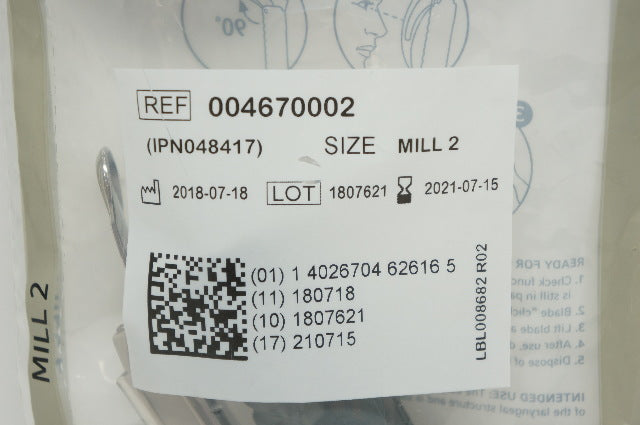 90°
REF 004670002
(IPN048417) SIZE MILL 2
2018-07-18 LOT 1807621 2021-07-15
(01) 1 4026704 62616 5
(11) 180718
(10) 1807621
(17) 210715
LBL008682 R02
MILL 2
3
READY FOR
1. Check func
is still in pa
2. Blade "click
3. Lift blade a
4. After use, d
5. Dispose of
INTENDED USE: The
of the laryngeal structure and